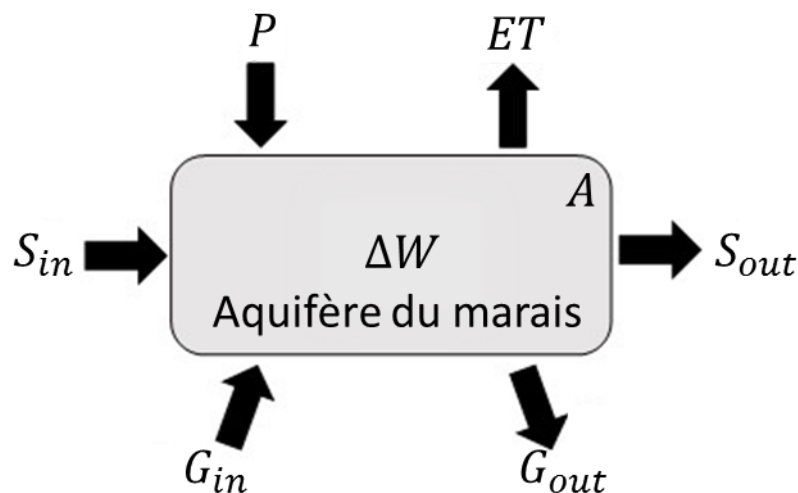 P
ET
A
S_in
ΔW
S_out
Aquifère du marais
G_in
G_out